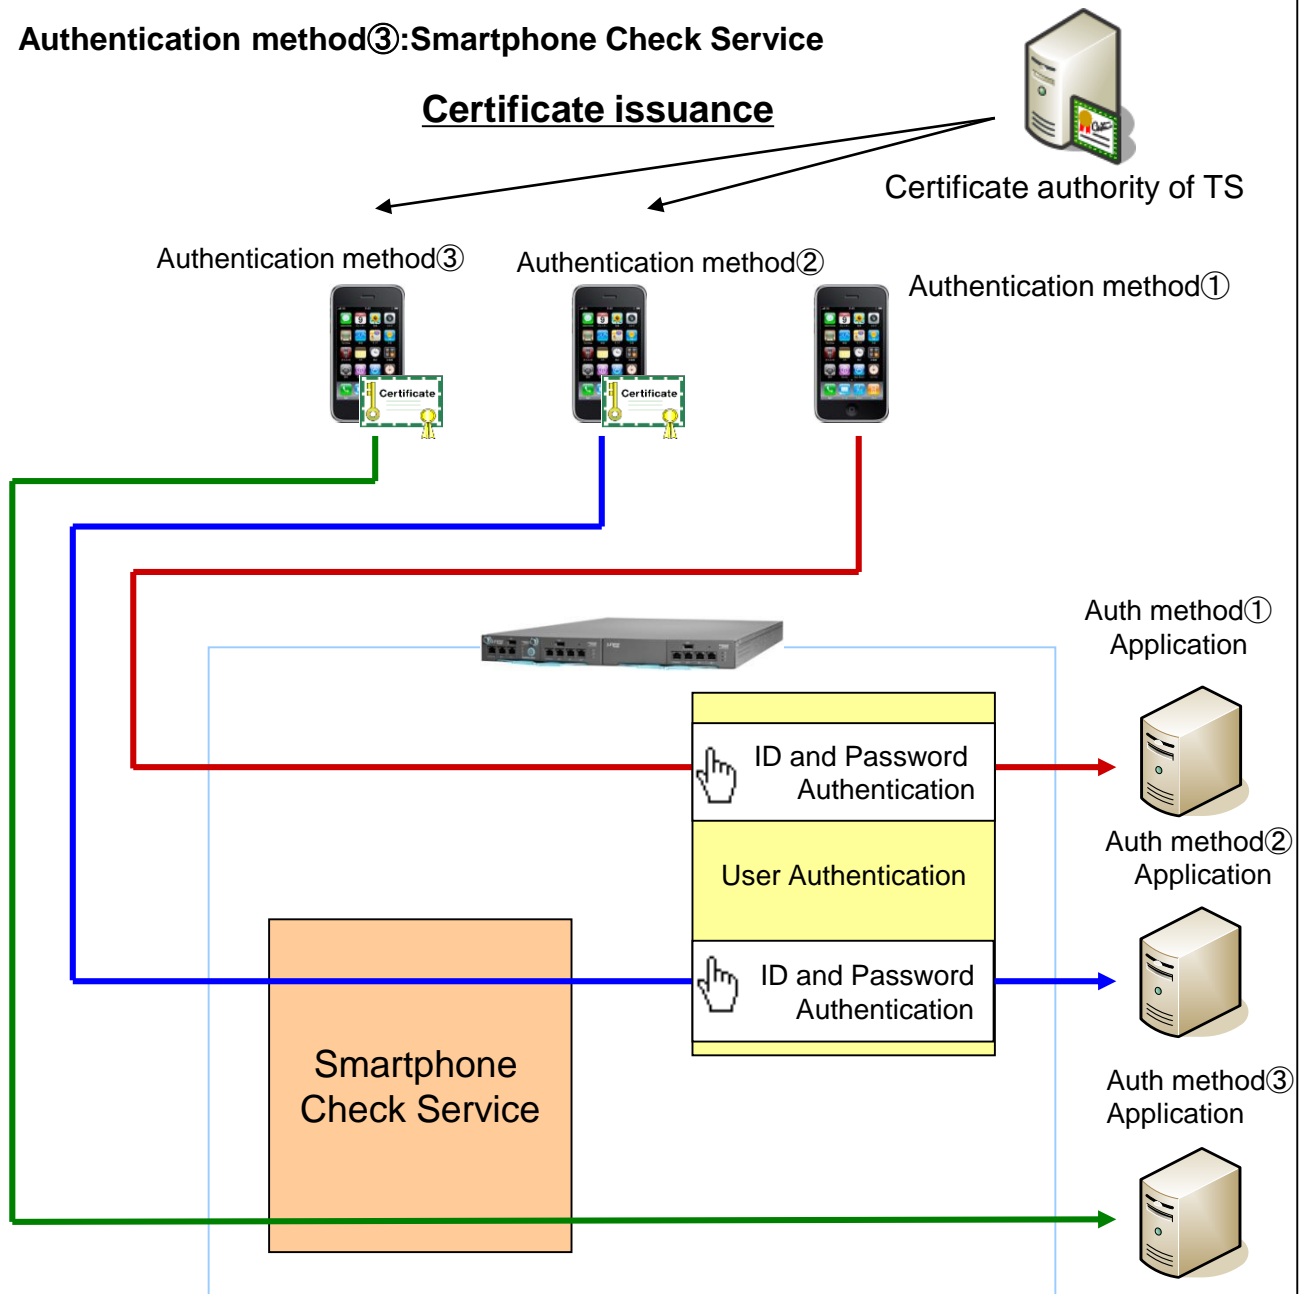 Authentication method③:Smartphone Check Service
Certificate issuance
Certificate authority of TS
Authentication method③
Authentication method②
Authentication method①
Certificate
Certificate
Auth method①
Application
ID and Password
Authentication
User Authentication
Auth method②
Application
ID and Password
Authentication
Smartphone
Check Service
Auth method③
Application